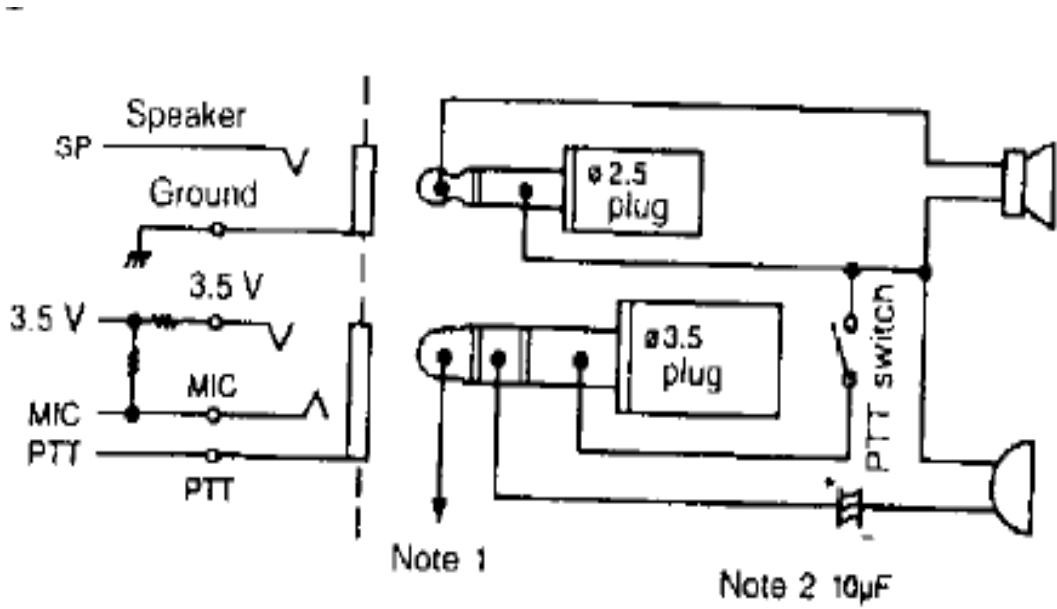 Speaker
SP
Ground
3.5 V
3.5 V
MIC
MIC
PTT
PTT
ø 2.5
plug
ø3.5
plug
PTT switch
+
-
Note 1
Note 2 10µF